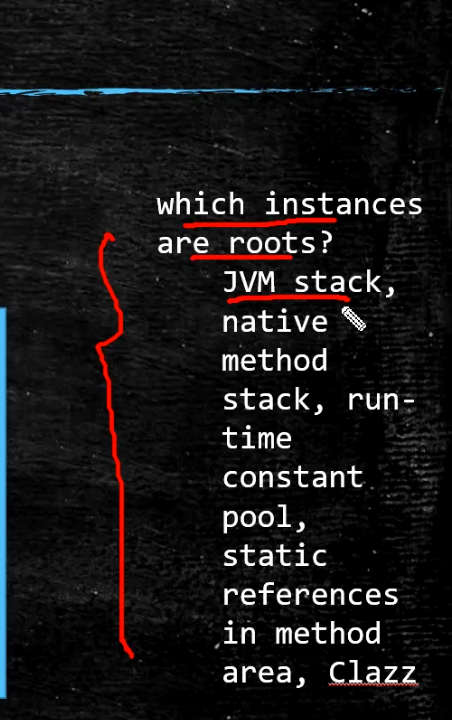 which instances
are roots?
JVM stack,
native
method
stack, run-
time
constant
pool,
static
references
in method
area, Clazz